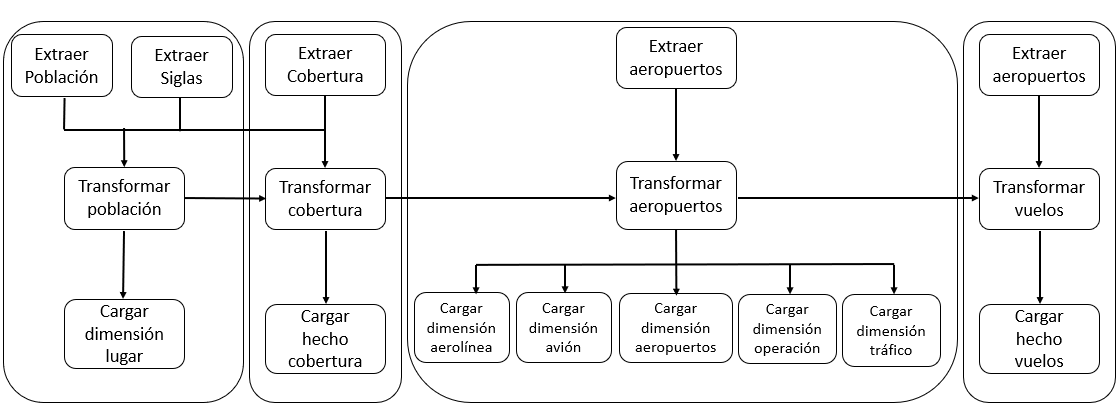 Extraer
Población
Extraer
Siglas
Extraer
Cobertura
Extraer
aeropuertos
Extraer
aeropuertos
Transformar
población
Transformar
cobertura
Transformar
aeropuertos
Transformar
vuelos
Cargar
dimensión
lugar
Cargar
hecho
cobertura
Cargar
dimensión
aerolínea
Cargar
dimensión
avión
Cargar
dimensión
aeropuertos
Cargar
dimensión
operación
Cargar
dimensión
tráfico
Cargar
hecho
vuelos